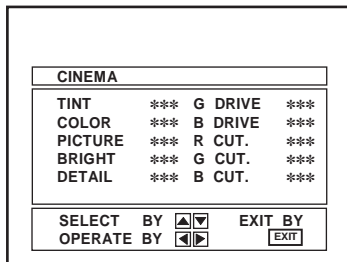 CINEMA
TINT *** G DRIVE ***
COLOR *** B DRIVE ***
PICTURE *** R CUT. ***
BRIGHT *** G CUT. ***
DETAIL *** B CUT. ***
SELECT BY ▲▼ EXIT BY
OPERATE BY ◀▶ EXIT